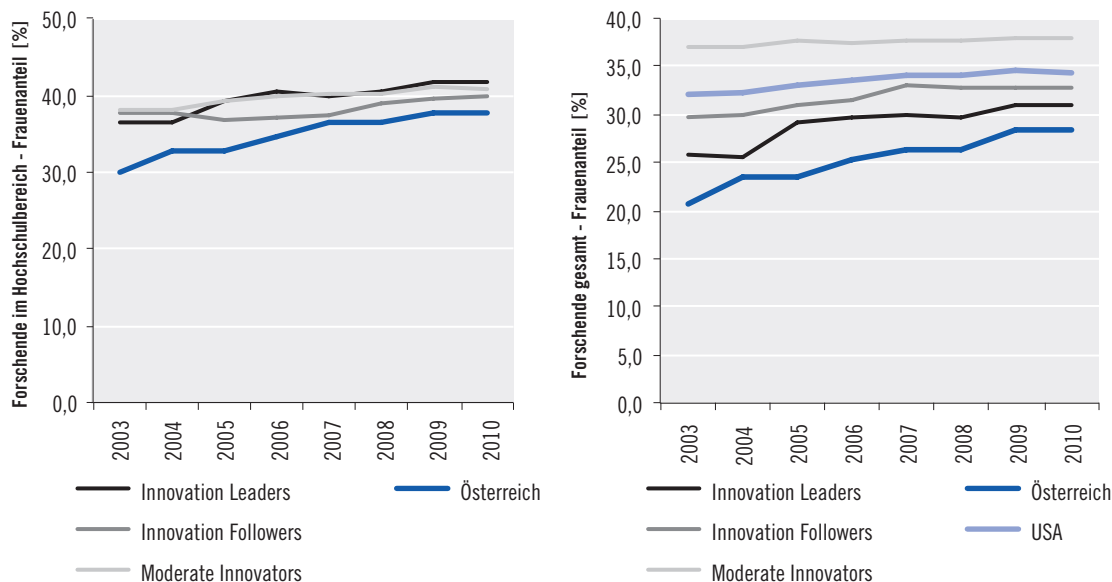 Forschende im Hochschulbereich - Frauenanteil [%]
50,0
40,0
30,0
20,0
10,0
0,0
2003
2004
2005
2006
2007
2008
2009
2010
Innovation Leaders
Österreich
Innovation Followers
Moderate Innovators
Forschende gesamt - Frauenanteil [%]
40,0
35,0
30,0
25,0
20,0
15,0
10,0
5,0
0,0
2003
2004
2005
2006
2007
2008
2009
2010
Innovation Leaders
Österreich
Innovation Followers
USA
Moderate Innovators